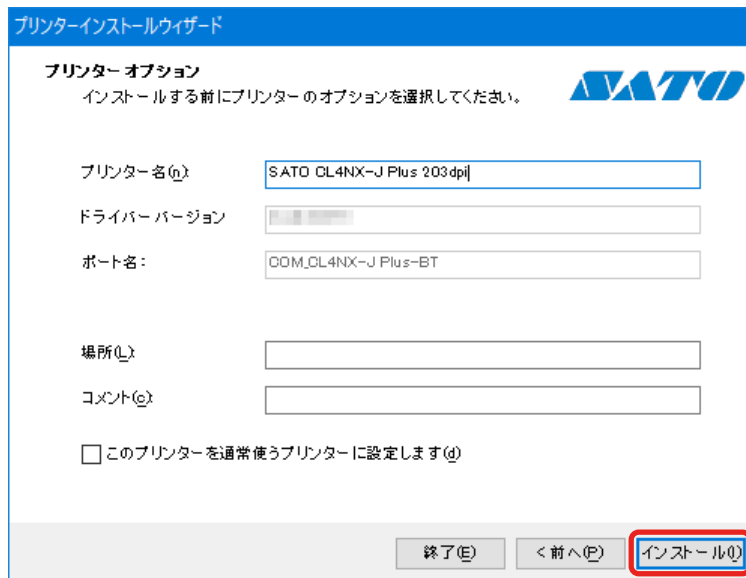 プリンターインストールウィザード
プリンター オプション
インストールする前にプリンターのオプションを選択してください。
SATO
プリンター名(n):
SATO CL4NX-J Plus 203dpi
ドライバー バージョン
ポート名：
COM_CL4NX-J Plus-BT
場所(L):
コメント(c):
このプリンターを通常使うプリンターに設定します(d)
終了(E)
< 前へ(P)
インストール(I)